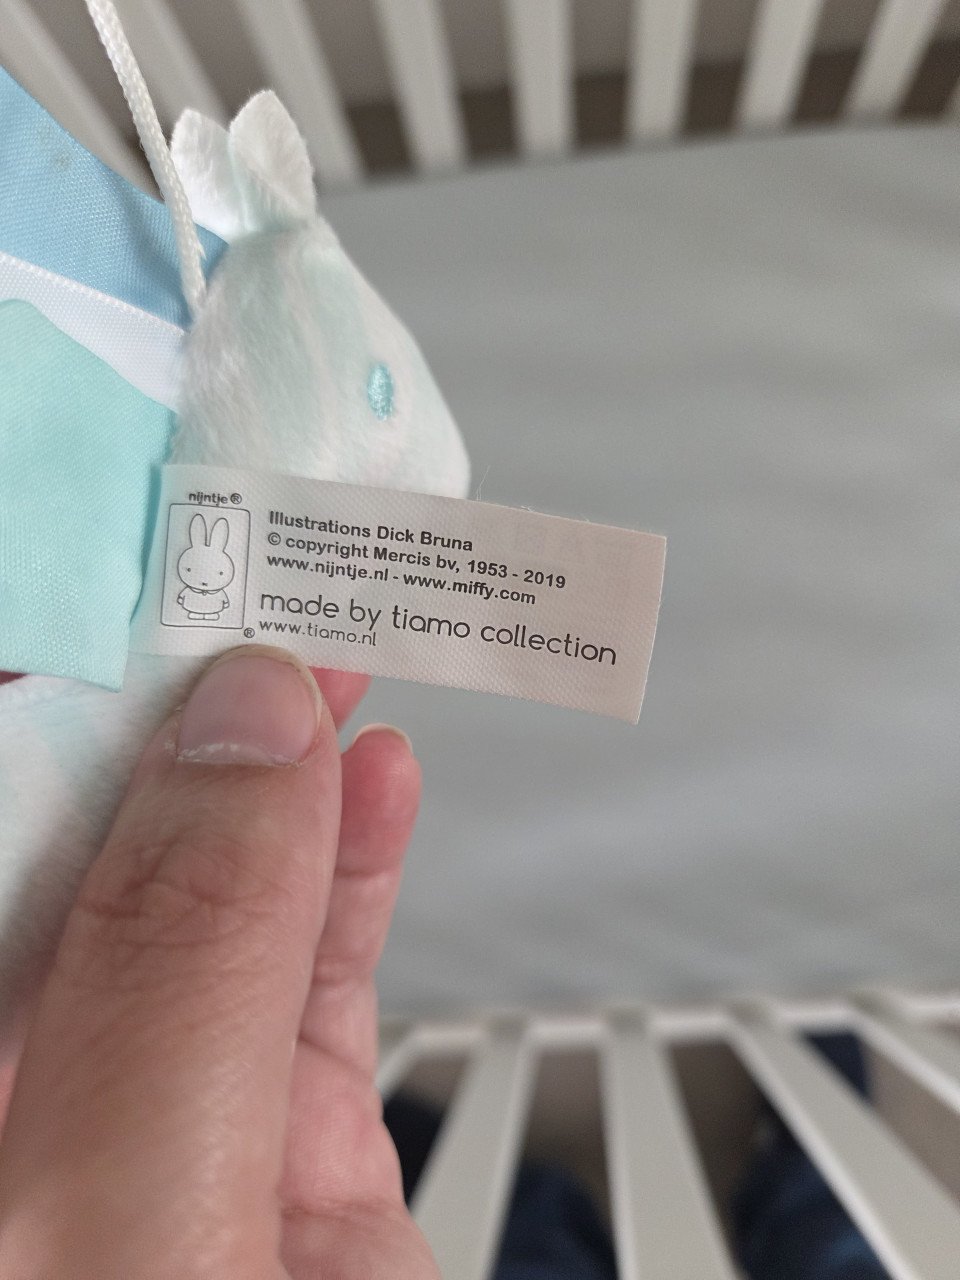 nijntje®
Illustrations Dick Bruna
© copyright Mercis bv, 1953 - 2019
www.nijntje.nl - www.miffy.com
made by tiamo collection
® www.tiamo.nl